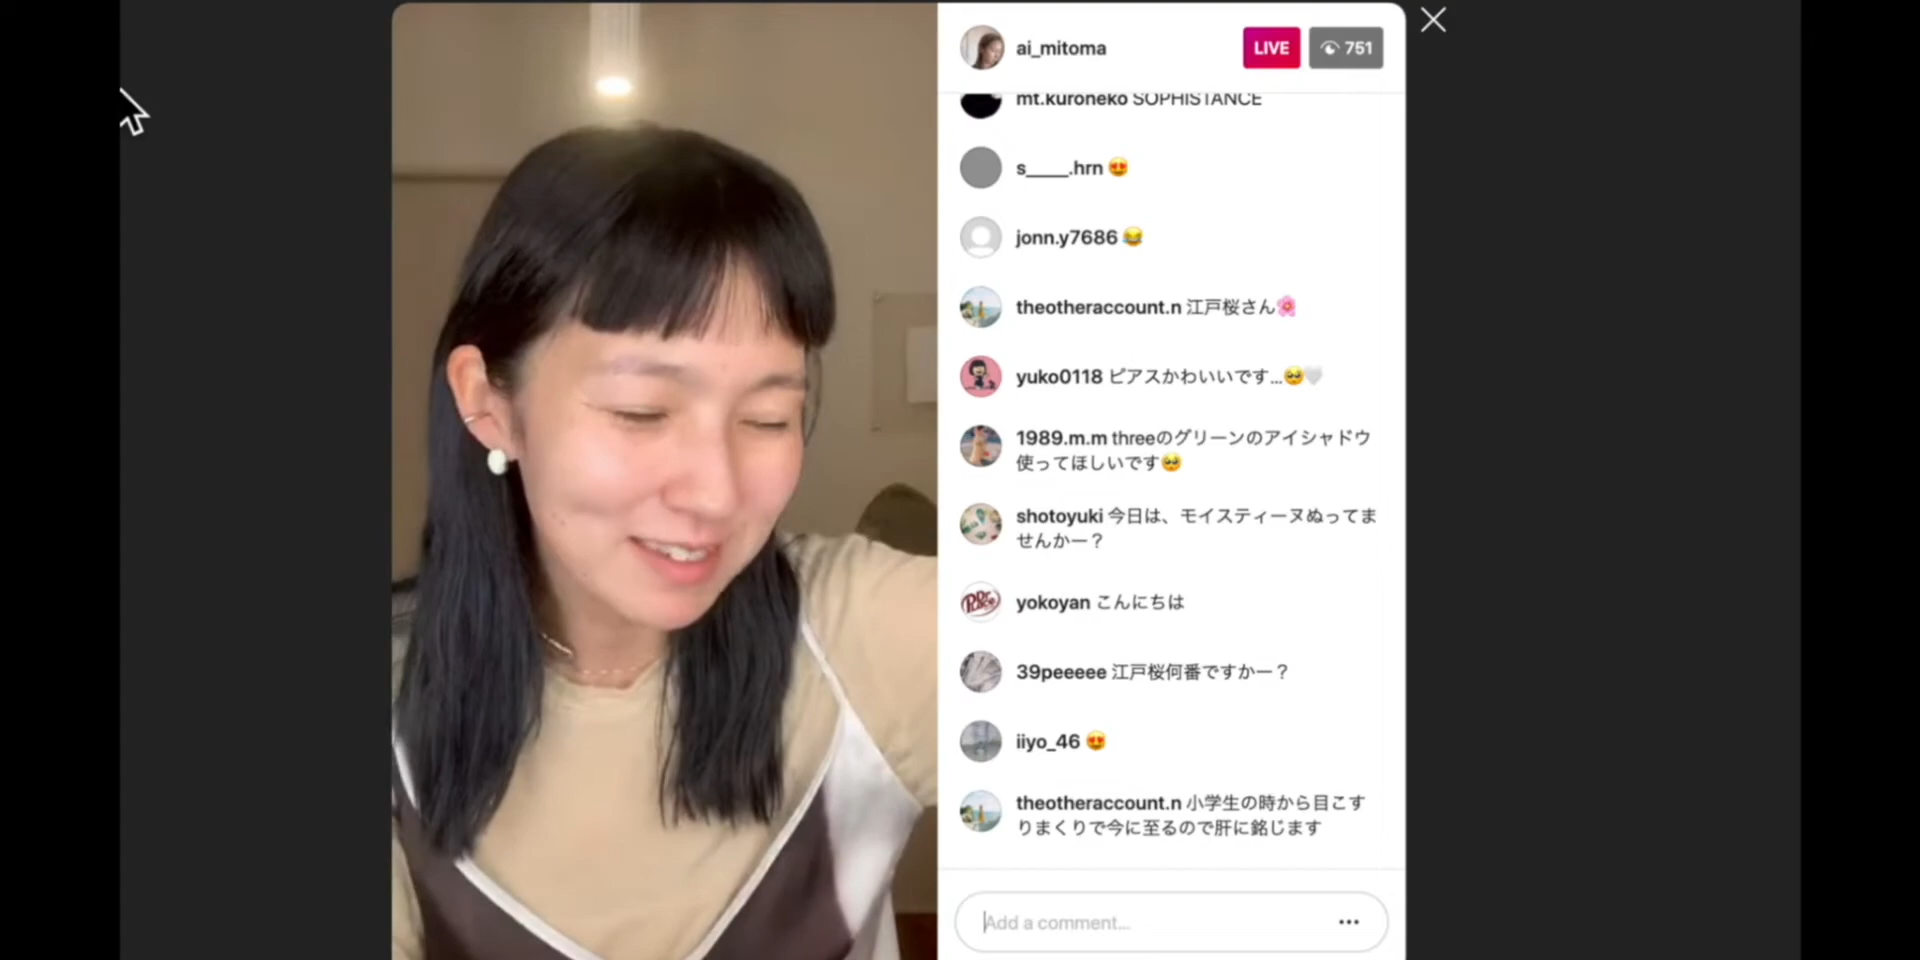 ai_mitoma
LIVE
751
mt.kuroneko SOPHISTANCE
s_____.hrn 😍
jonn.y7686 😂
theotheraccount.n 江戸桜さん🌸
yuko0118 ピアスかわいいです...🥺🤍
1989.m.m threeのグリーンのアイシャドウ
使ってほしいです🥺
shotoyuki 今日は、モイスティーヌぬってま
せんかー？
yokoyan こんにちは
39peeeee 江戸桜何番ですかー？
iiyo_46 😍
theotheraccount.n 小学生の時から目こす
りまくりで今に至るので肝に銘じます
Add a comment...